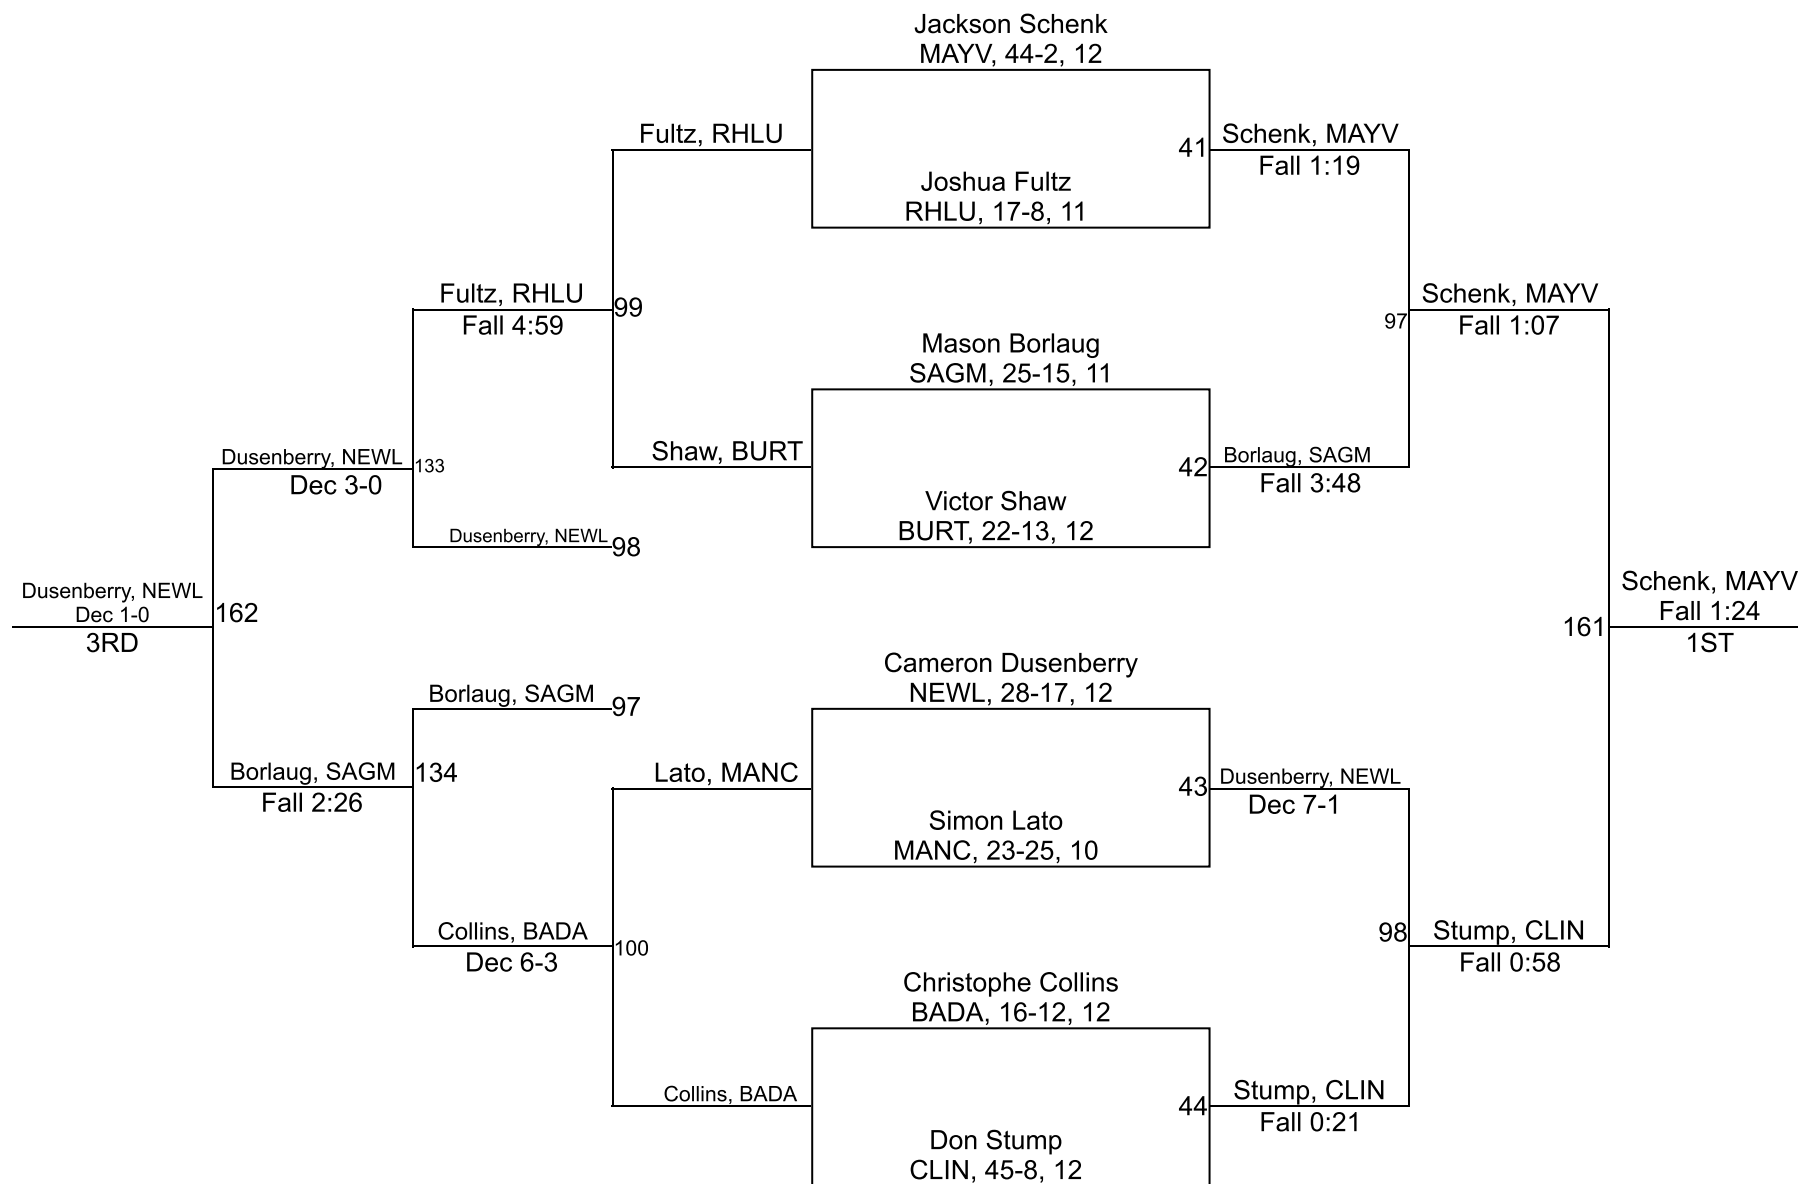 Jackson Schenk
MAYV, 44-2, 12
Fultz, RHLU
41
Schenk, MAYV
Fall 1:19
Joshua Fultz
RHLU, 17-8, 11
Fultz, RHLU
Fall 4:59
99
Schenk, MAYV
Fall 1:07
97
Mason Borlaug
SAGM, 25-15, 11
Shaw, BURT
42
Borlaug, SAGM
Fall 3:48
Dusenberry, NEWL
Dec 3-0
133
Victor Shaw
BURT, 22-13, 12
Dusenberry, NEWL
98
Dusenberry, NEWL
Dec 1-0
3RD
162
Schenk, MAYV
Fall 1:24
1ST
161
Cameron Dusenberry
NEWL, 28-17, 12
Borlaug, SAGM
97
Borlaug, SAGM
Fall 2:26
134
Lato, MANC
43
Dusenberry, NEWL
Dec 7-1
Simon Lato
MANC, 23-25, 10
Collins, BADA
Dec 6-3
100
98
Stump, CLIN
Fall 0:58
Christophe Collins
BADA, 16-12, 12
Collins, BADA
44
Stump, CLIN
Fall 0:21
Don Stump
CLIN, 45-8, 12